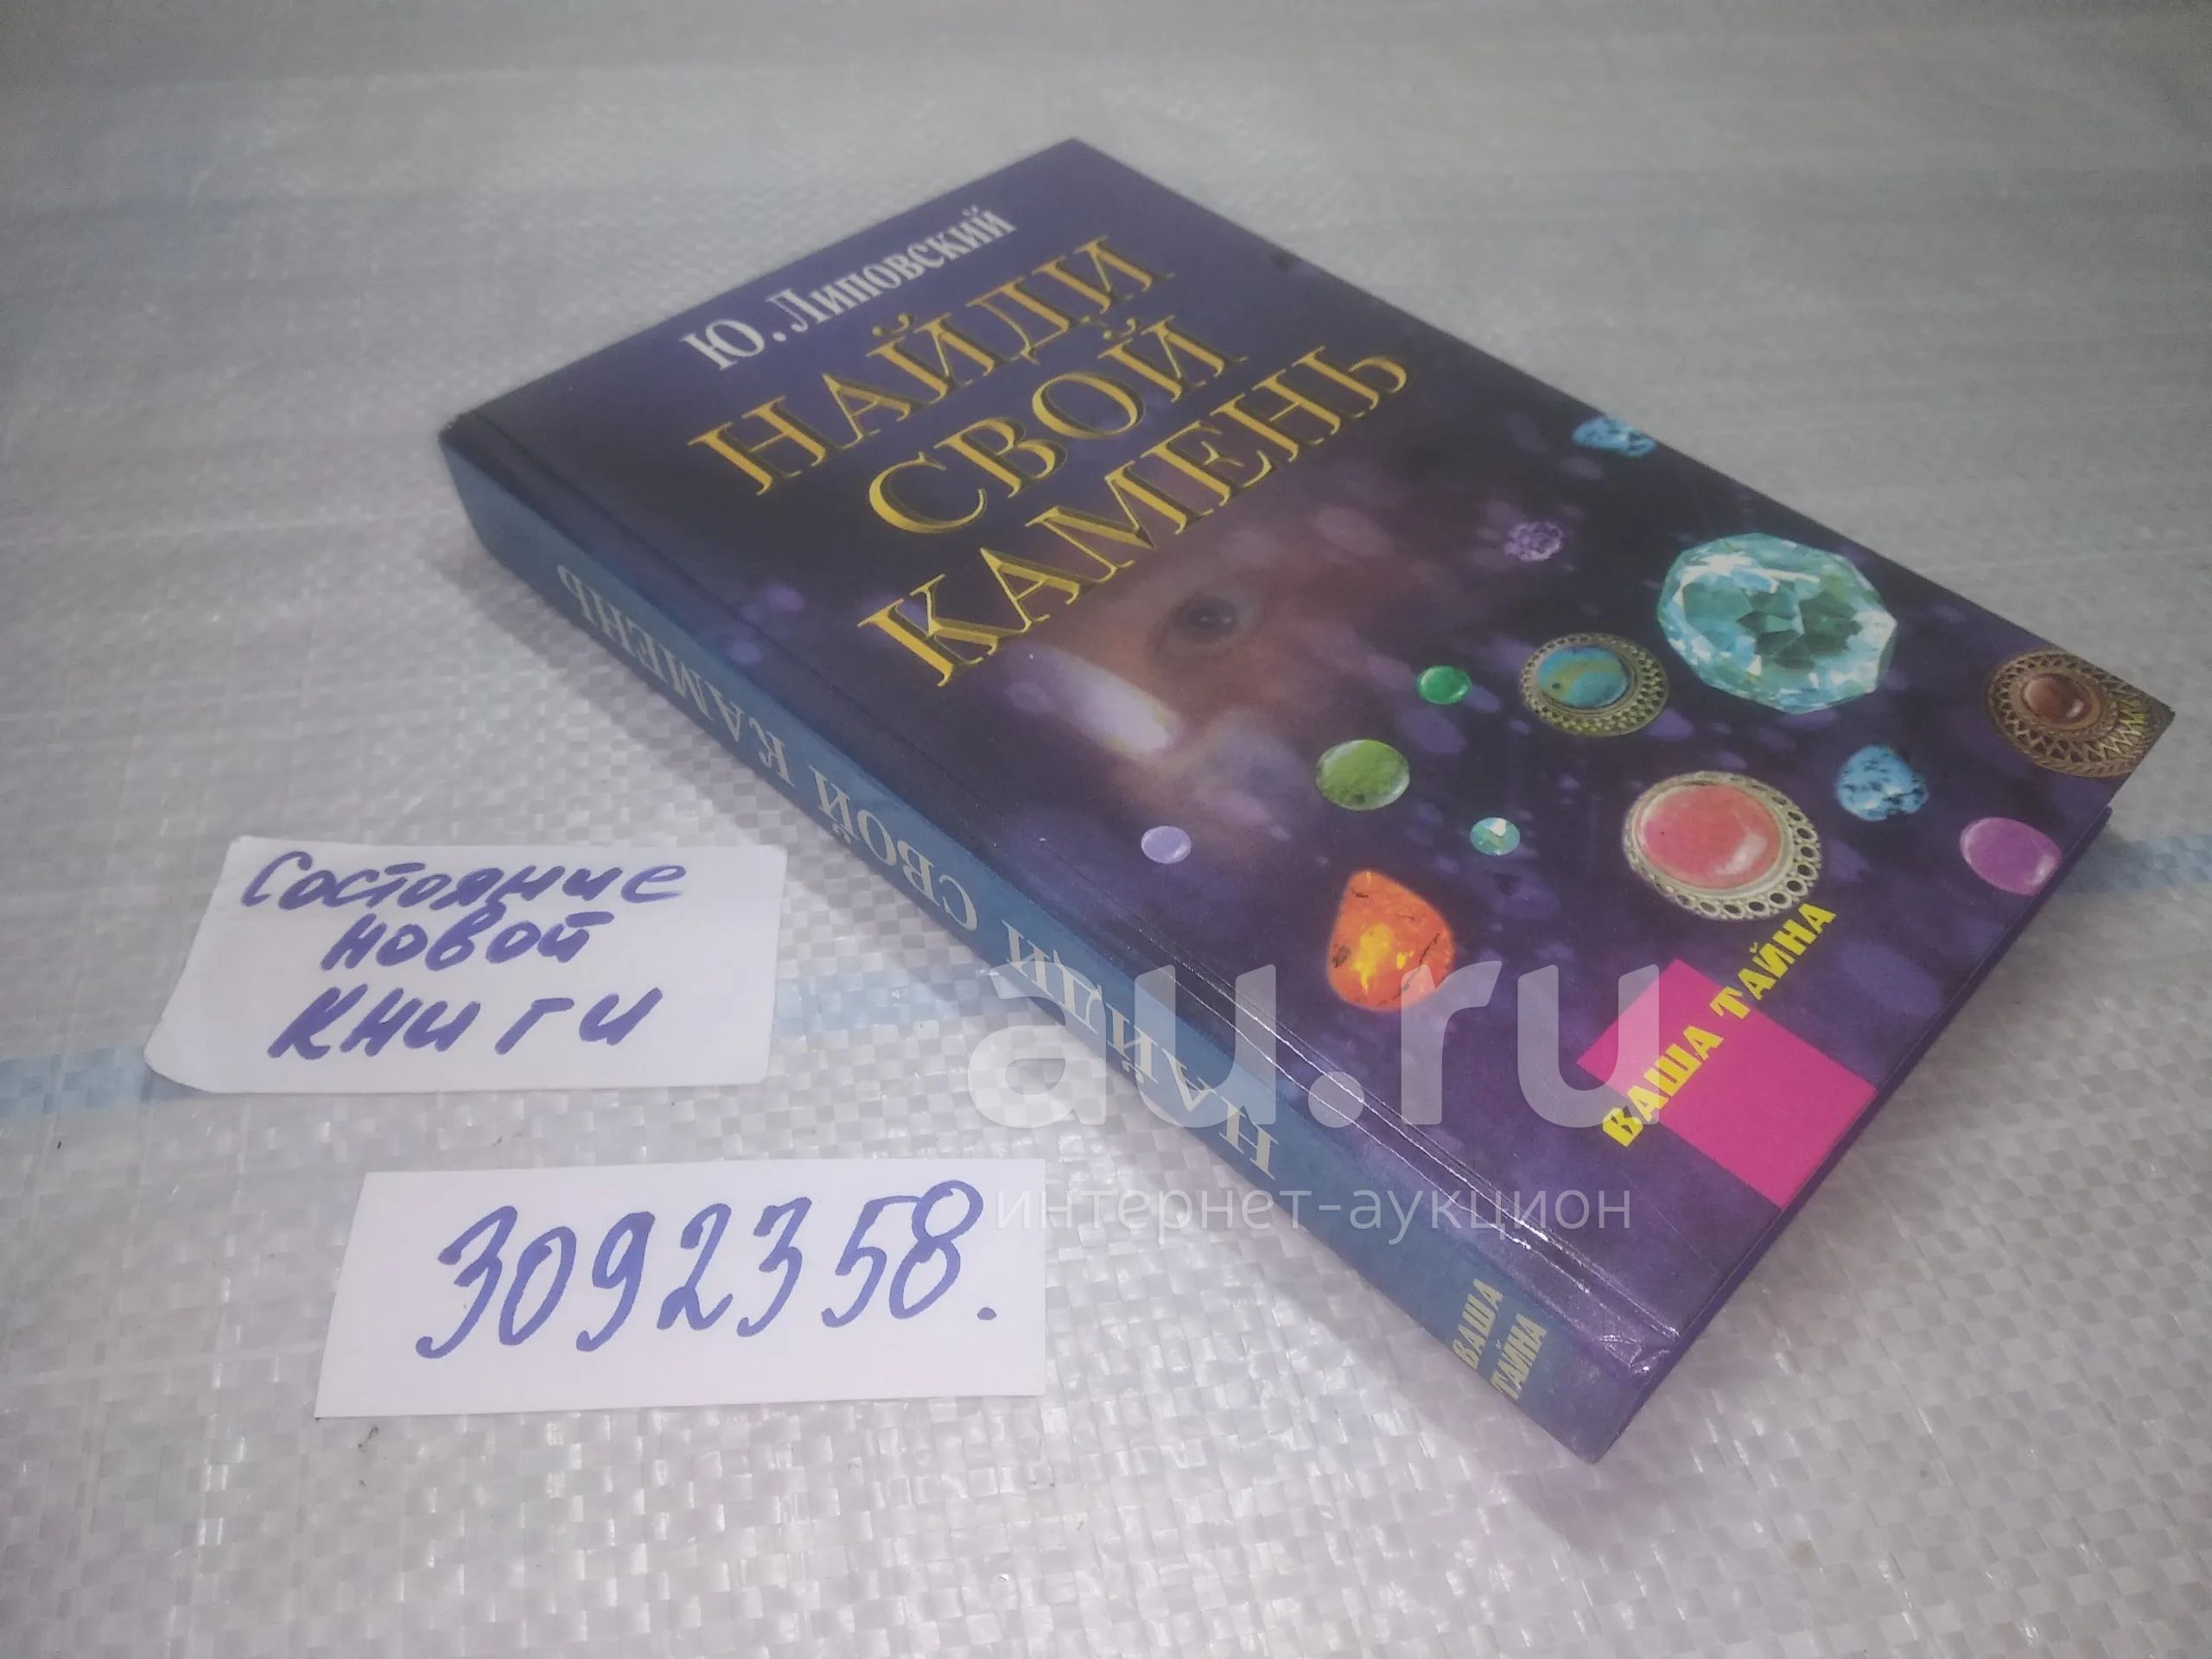 Ю. Липовский
НАЙДИ
СВОЙ
КАМЕНЬ
ВАША ТАЙНА
НАЙДИ СВОЙ КАМЕНЬ
ВАША
ТАЙНА
Состояние
новой
книги
3092358.
au.ru
интернет-аукцион